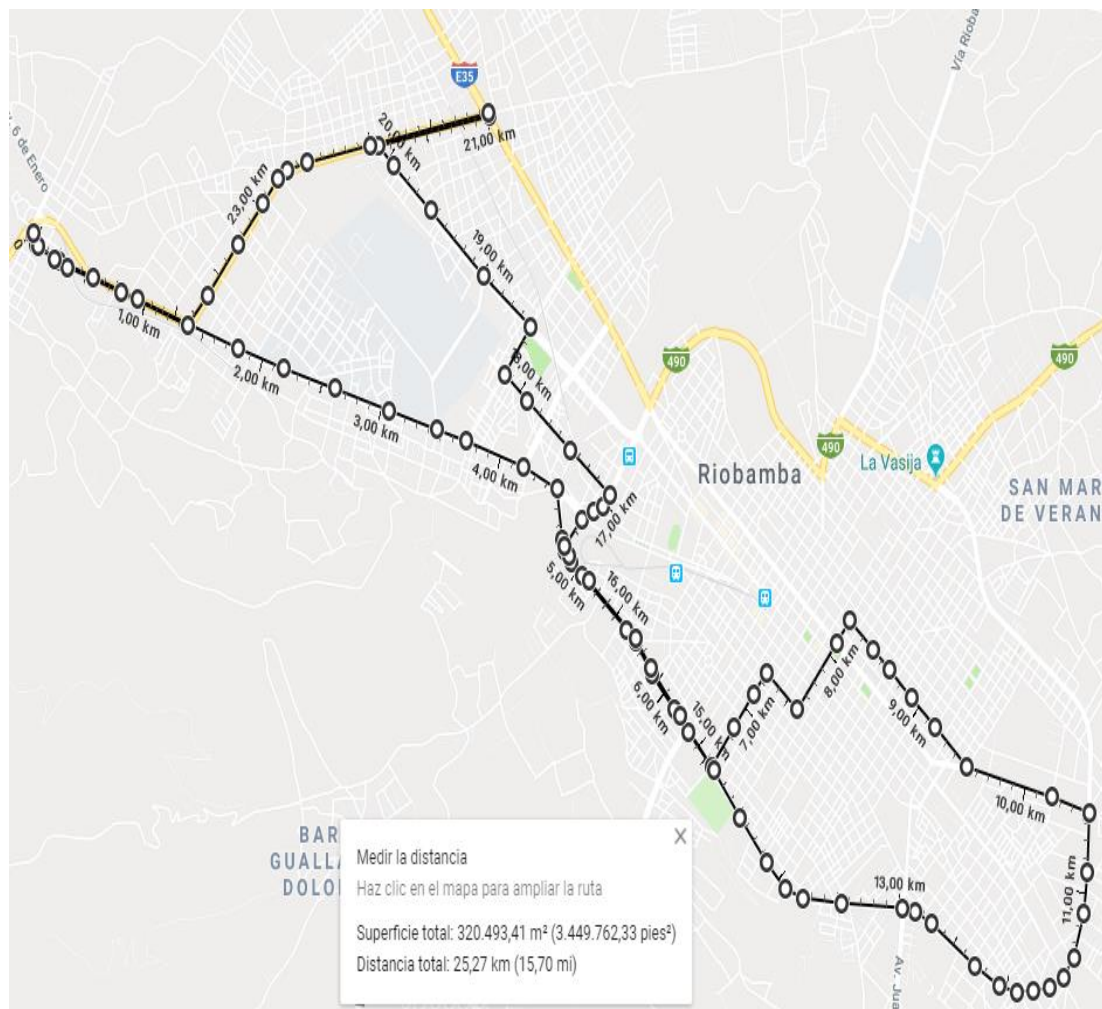 Vía Rioba
E35
20,00 km
21,00 km
6 de Enero
23,00 km
19,00 km
0
1,00 km
2,00 km
18,00 km
490
490
3,00 km
490
4,00 km
La Vasija
Riobamba
SAN MAR
DE VERAN
17,00 km
5,00 km
16,00 km
6,00 km
15,00 km
7,00 km
8,00 km
9,00 km
10,00 km
11,00 km
13,00 km
Av. Jua
BAR
GUALLA
DOLO
Medir la distancia
Haz clic en el mapa para ampliar la ruta
Superficie total: 320.493,41 m² (3.449.762,33 pies²)
Distancia total: 25,27 km (15,70 mi)